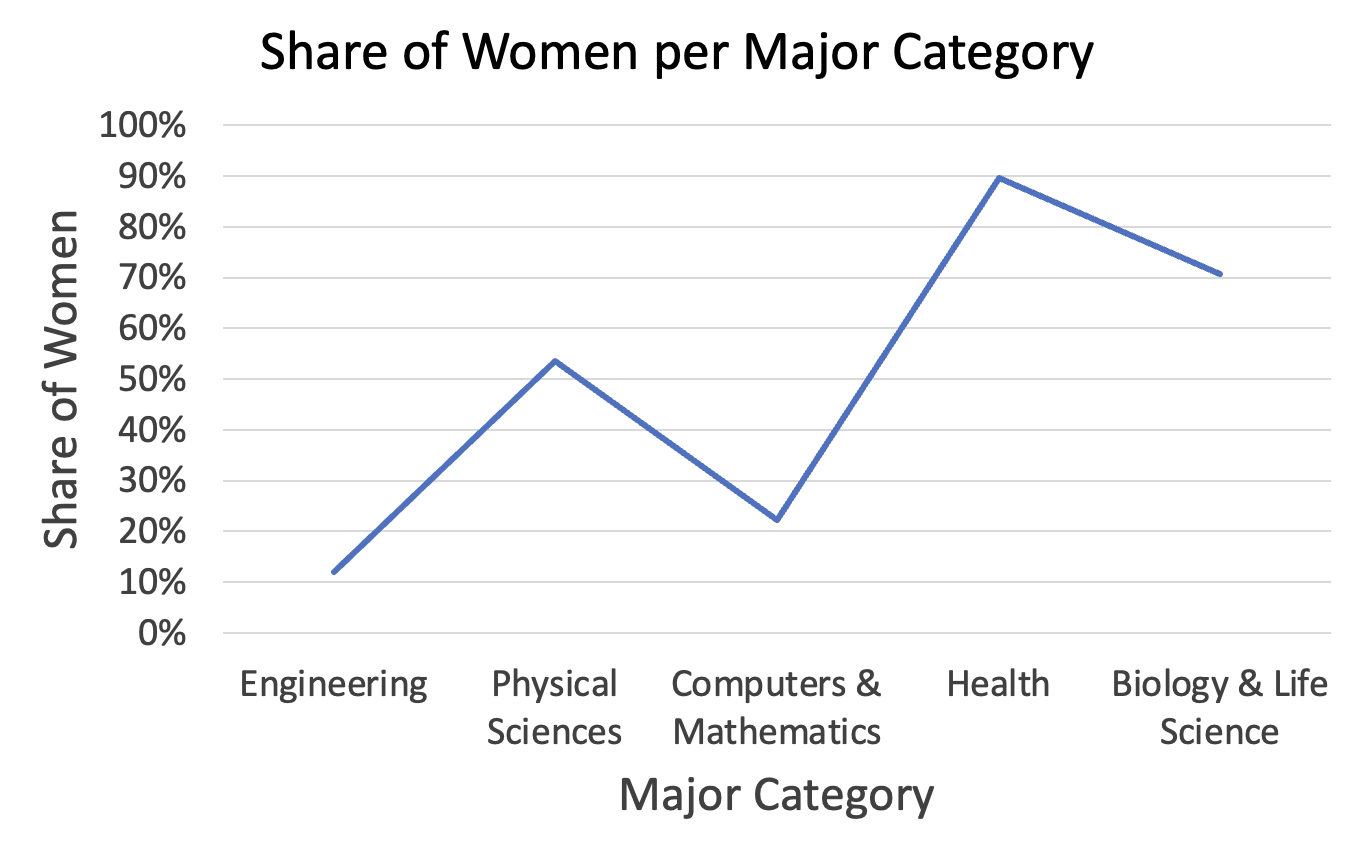 Share of Women per Major Category
100%
90%
80%
70%
60%
50%
40%
30%
20%
10%
0%
Share of Women
Engineering
Physical
Sciences
Computers &
Mathematics
Health
Biology & Life
Science
Major Category